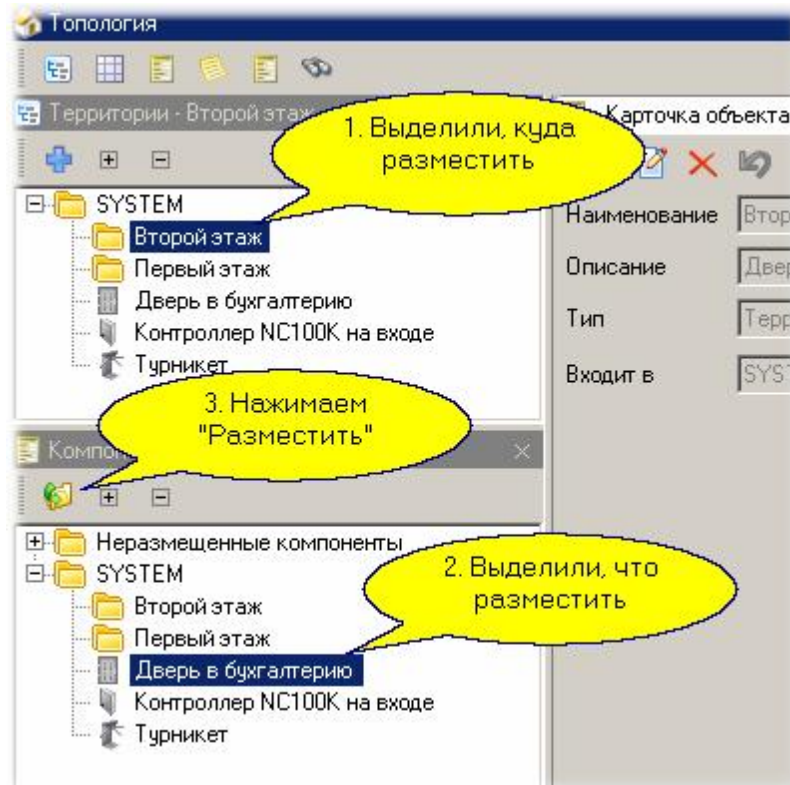 Топология
Территории - Второй этаж
1. Выделили, куда
разместить
Карточка объекта
SYSTEM
Второй этаж
Первый этаж
Дверь в бухгалтерию
Контроллер NC100K на входе
Турникет
Наименование
Описание
Тип
Входит в
SYS
3. Нажимаем
"Разместить"
Неразмещенные компоненты
SYSTEM
2. Выделили, что
разместить
Второй этаж
Первый этаж
Дверь в бухгалтерию
Контроллер NC100K на входе
Турникет